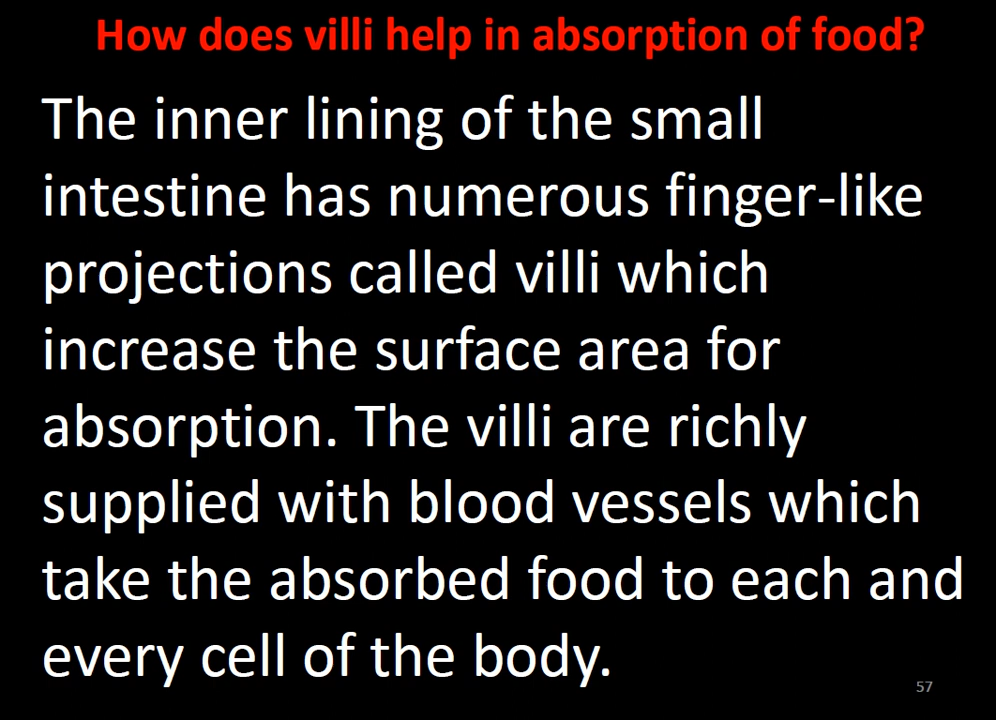 How does villi help in absorption of food?
The inner lining of the small
intestine has numerous finger-like
projections called villi which
increase the surface area for
absorption. The villi are richly
supplied with blood vessels which
take the absorbed food to each and
every cell of the body.
57